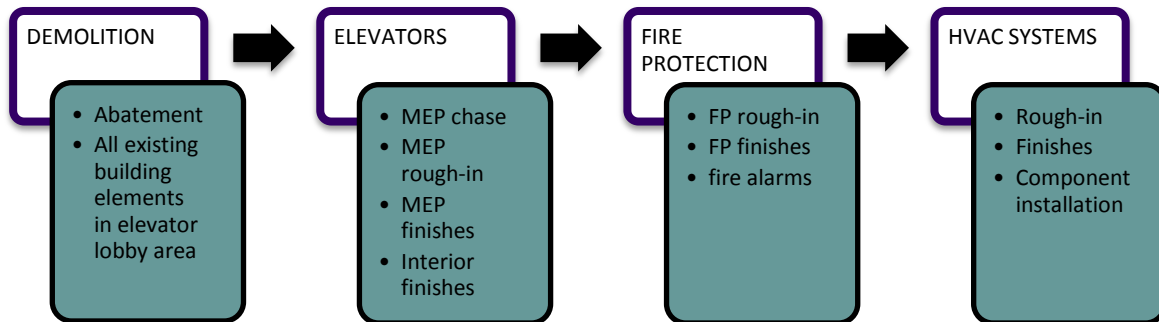 DEMOLITION
• Abatement
• All existing
building
elements
in elevator
lobby area
ELEVATORS
• MEP chase
• MEP
rough-in
• MEP
finishes
• Interior
finishes
FIRE
PROTECTION
• FP rough-in
• FP finishes
• fire alarms
HVAC SYSTEMS
• Rough-in
• Finishes
• Component
installation